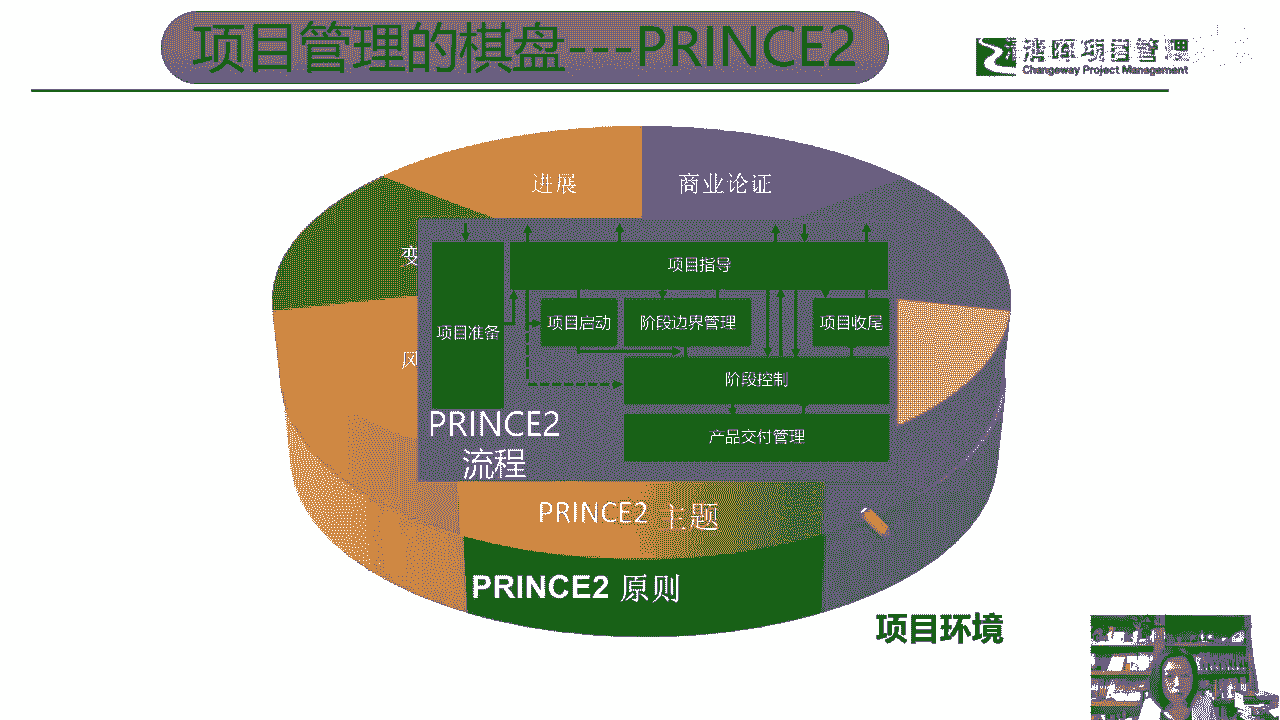 项目管理的棋盘---PRINCE2
清晖项目管理
Changeway Project Management
进展
商业论证
变
项目指导
项目准备
项目启动
阶段边界管理
项目收尾
风
阶段控制
产品交付管理
PRINCE2
流程
PRINCE2 主题
PRINCE2 原则
项目环境